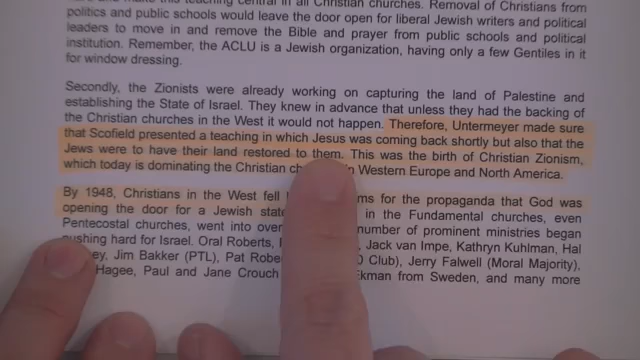 and make this teaching central in all Christian churches. Removal of Christians from
politics and public schools would leave the door open for liberal Jewish writers and political
leaders to move in and remove the Bible and prayer from public schools and political
institution. Remember, the ACLU is a Jewish organization, having only a few Gentiles in it
for window dressing.
Secondly, the Zionists were already working on capturing the land of Palestine and
establishing the State of Israel. They knew in advance that unless they had the backing of
the Christian churches in the West it would not happen. Therefore, Untermeyer made sure
that Scofield presented a teaching in which Jesus was coming back shortly but also that the
Jews were to have their land restored to them. This was the birth of Christian Zionism,
which today is dominating the Christian in Western Europe and North America.
By 1948, Christians in the West fell for the propaganda that God was
opening the door for a Jewish in the Fundamental churches, even
Pentecostal churches, went into number of prominent ministries began
pushing hard for Israel. Oral Roberts, Jack van Impe, Kathryn Kuhlman, Hal
Jim Bakker (PTL), Pat Club), Jerry Falwell (Moral Majority),
Hagee, Paul and Jane Crouch from Sweden, and many more